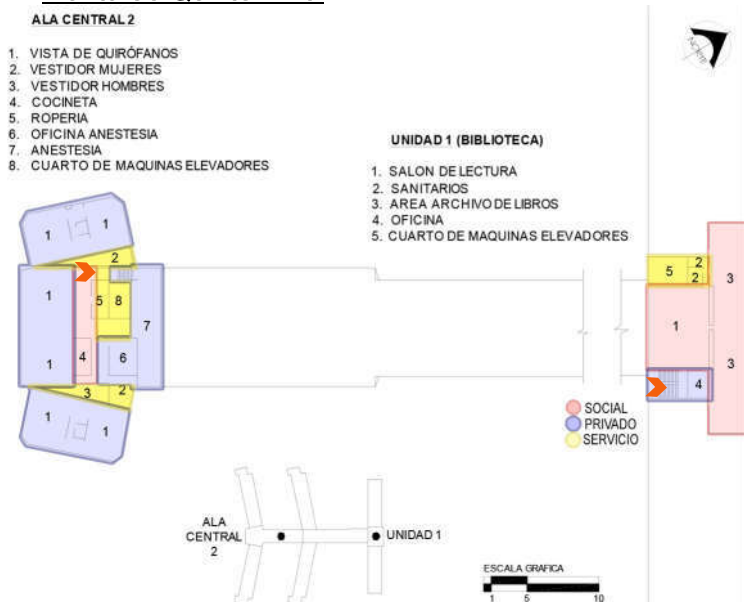 ALA CENTRAL 2
1. VISTA DE QUIRÓFANOS
2. VESTIDOR MUJERES
3. VESTIDOR HOMBRES
4. COCINETA
5. ROPERIA
6. OFICINA ANESTESIA
7. ANESTESIA
8. CUARTO DE MAQUINAS ELEVADORES
NORTE
UNIDAD 1 (BIBLIOTECA)
1. SALON DE LECTURA
2. SANITARIOS
3. AREA ARCHIVO DE LIBROS
4. OFICINA
5. CUARTO DE MAQUINAS ELEVADORES
1 1
2
1 5 8
7
4 6
1
3 2
1 1
5 2
2
3
1
3
4
SOCIAL
PRIVADO
SERVICIO
ALA
CENTRAL
2
UNIDAD 1
ESCALA GRAFICA
1 5 10